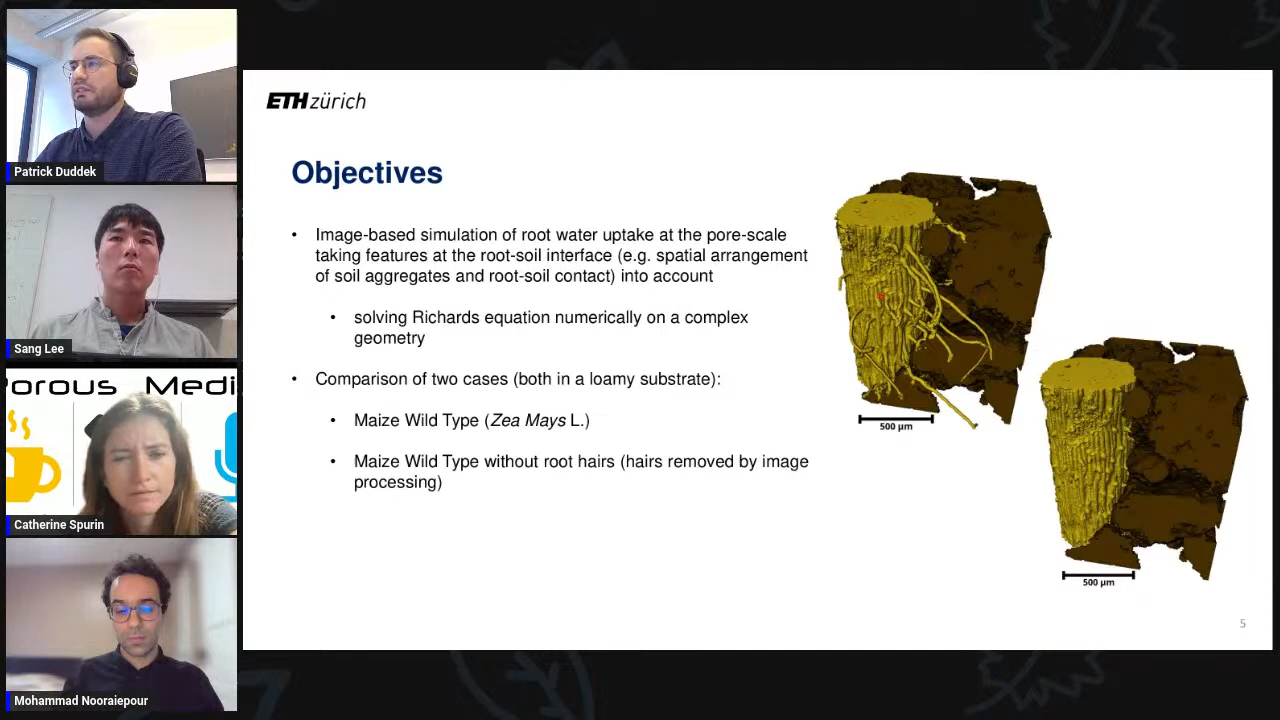 Patrick Duddek
Sang Lee
Porous Medi
Catherine Spurin
Mohammad Nooraiepour
ETH zürich
Objectives
• Image-based simulation of root water uptake at the pore-scale
taking features at the root-soil interface (e.g. spatial arrangement
of soil aggregates and root-soil contact) into account
• solving Richards equation numerically on a complex
geometry
• Comparison of two cases (both in a loamy substrate):
• Maize Wild Type (Zea Mays L.)
• Maize Wild Type without root hairs (hairs removed by image
processing)
500 µm
500 µm
5